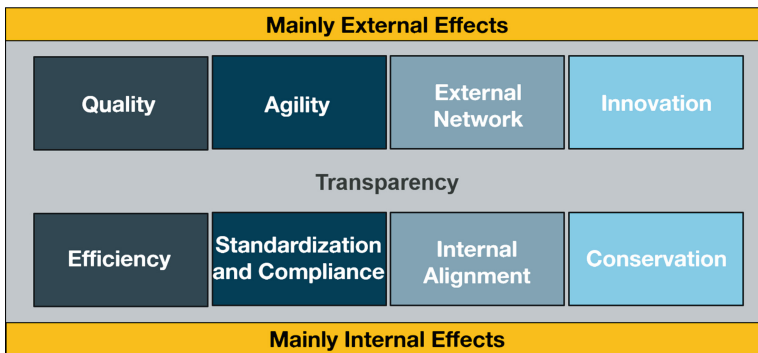 Mainly External Effects
Quality
Agility
External
Network
Innovation
Transparency
Efficiency
Standardization
and Compliance
Internal
Alignment
Conservation
Mainly Internal Effects